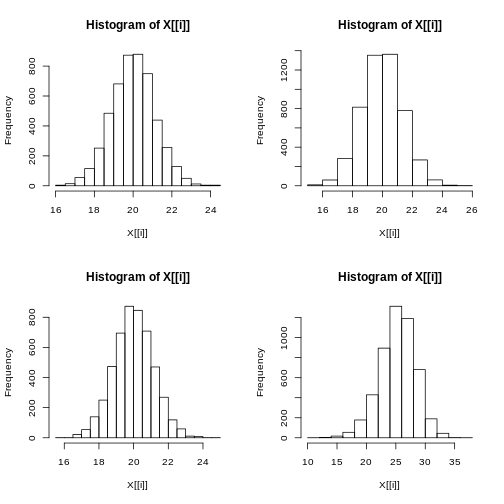 Histogram of X[[i]]
Frequency
0 200 400 600 800
16 18 20 22 24
X[[i]]
Histogram of X[[i]]
Frequency
0 400 800 1200
16 18 20 22 24 26
X[[i]]
Histogram of X[[i]]
Frequency
0 200 400 600 800
16 18 20 22 24
X[[i]]
Histogram of X[[i]]
Frequency
0 200 600 1000
10 15 20 25 30 35
X[[i]]